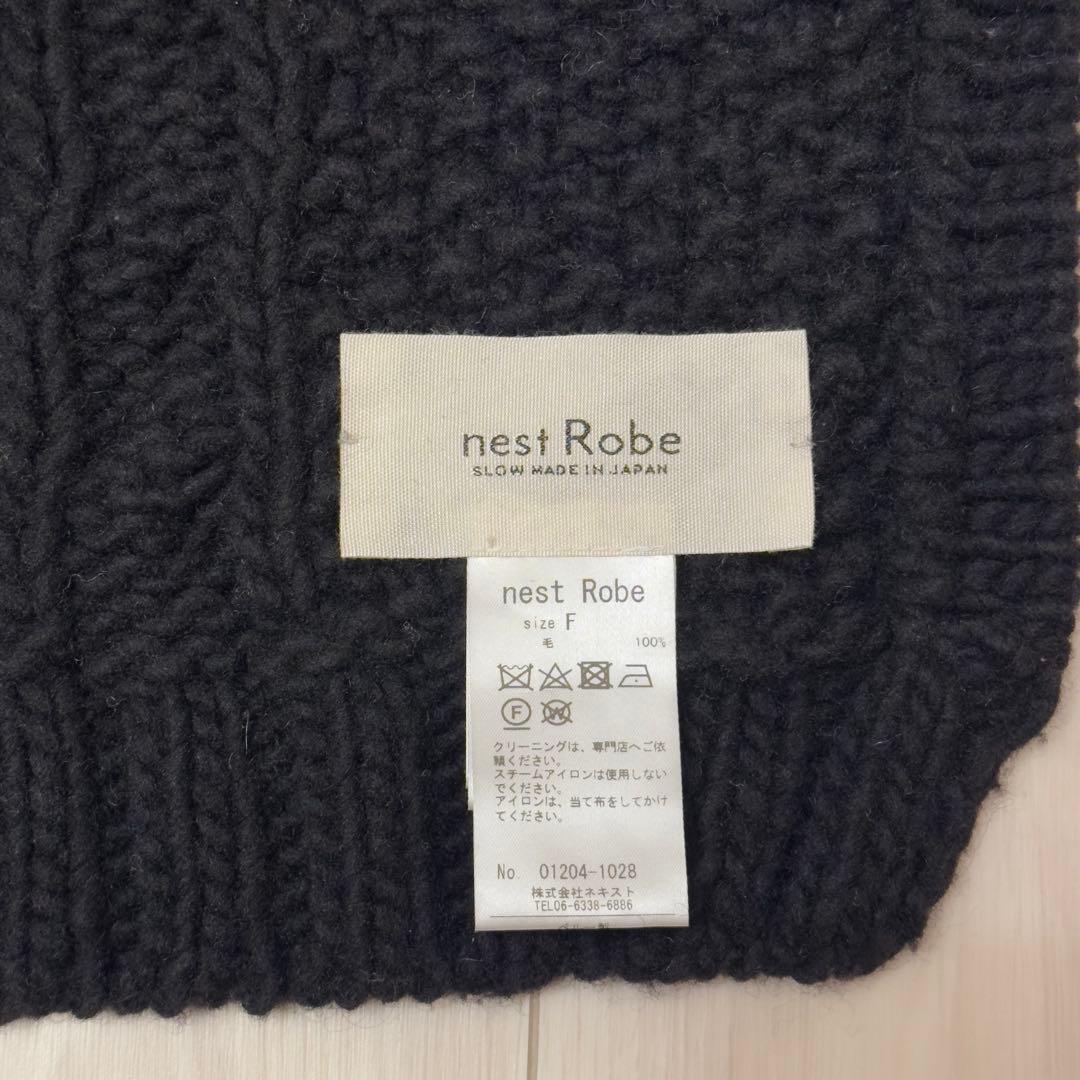 nest Robe
SLOW MADE IN JAPAN
nest Robe
size F
毛 100%
F W
クリーニングは、専門店へご依
頼ください。
スチームアイロンは使用しない
でください。
アイロンは、当て布をしてかけ
てください。
No. 01204-1028
株式会社ネキスト
TEL06-6338-6886